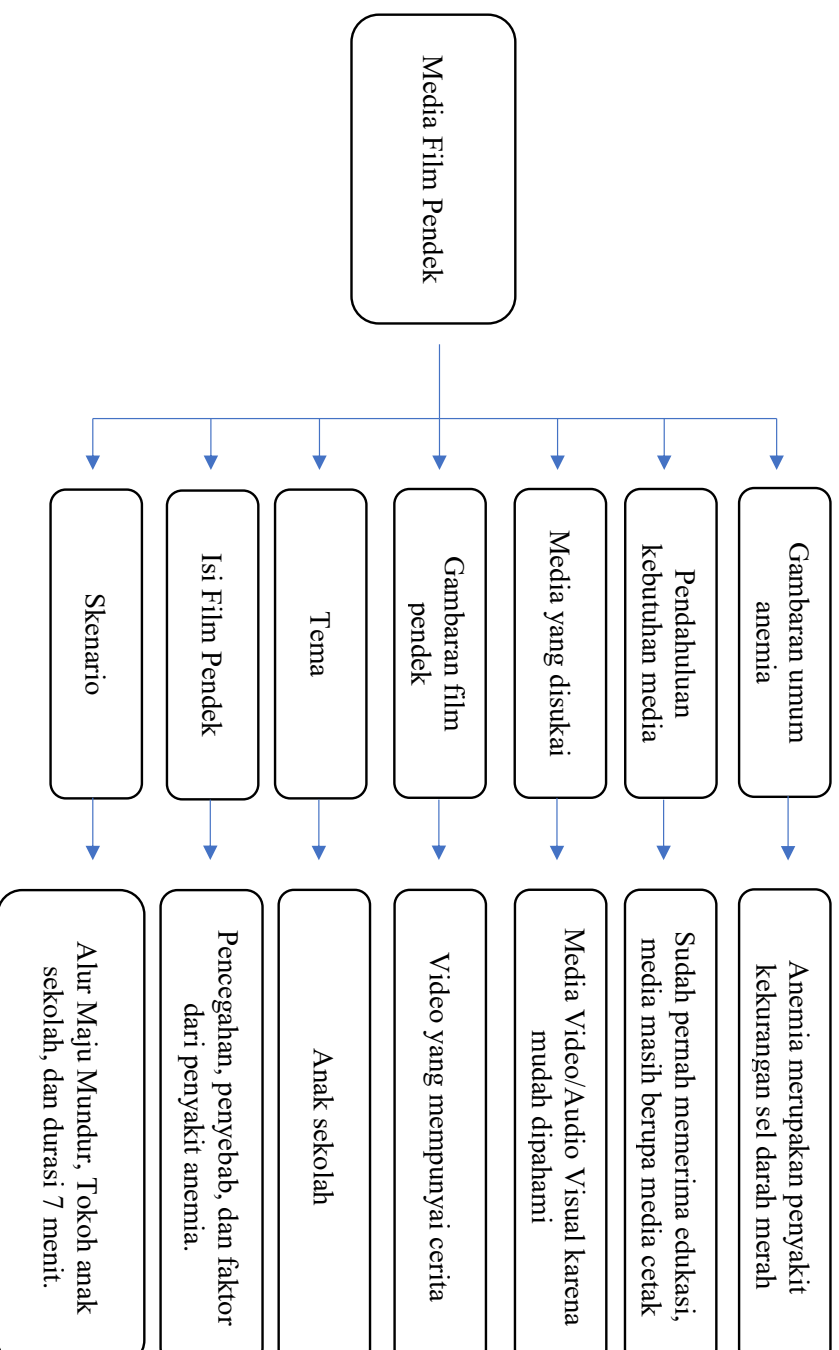 Media Film Pendek
Gambaran umum
anemia
Anemia merupakan penyakit
kekurangan sel darah merah
Pendahuluan
kebutuhan media
Sudah pernah memerima edukasi,
media masih berupa media cetak
Media yang disukai
Media Video/Audio Visual karena
mudah dipahami
Gambaran film
pendek
Video yang mempunyai cerita
Tema
Anak sekolah
Isi Film Pendek
Pencegahan, penyebab, dan faktor
dari penyakit anemia.
Skenario
Alur Maju Mundur, Tokoh anak
sekolah, dan durasi 7 menit.